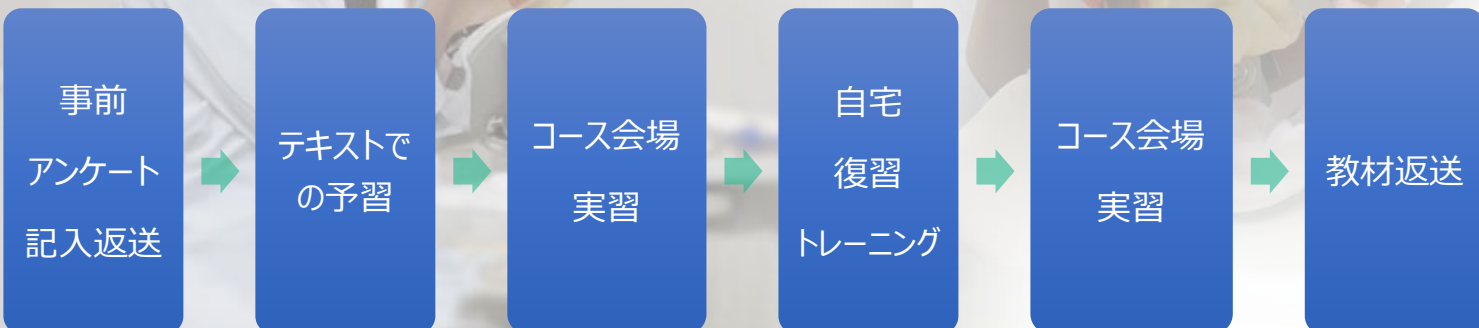 事前
アンケート
記入返送
テキストで
の予習
コース会場
実習
自宅
復習
トレーニング
コース会場
実習
教材返送